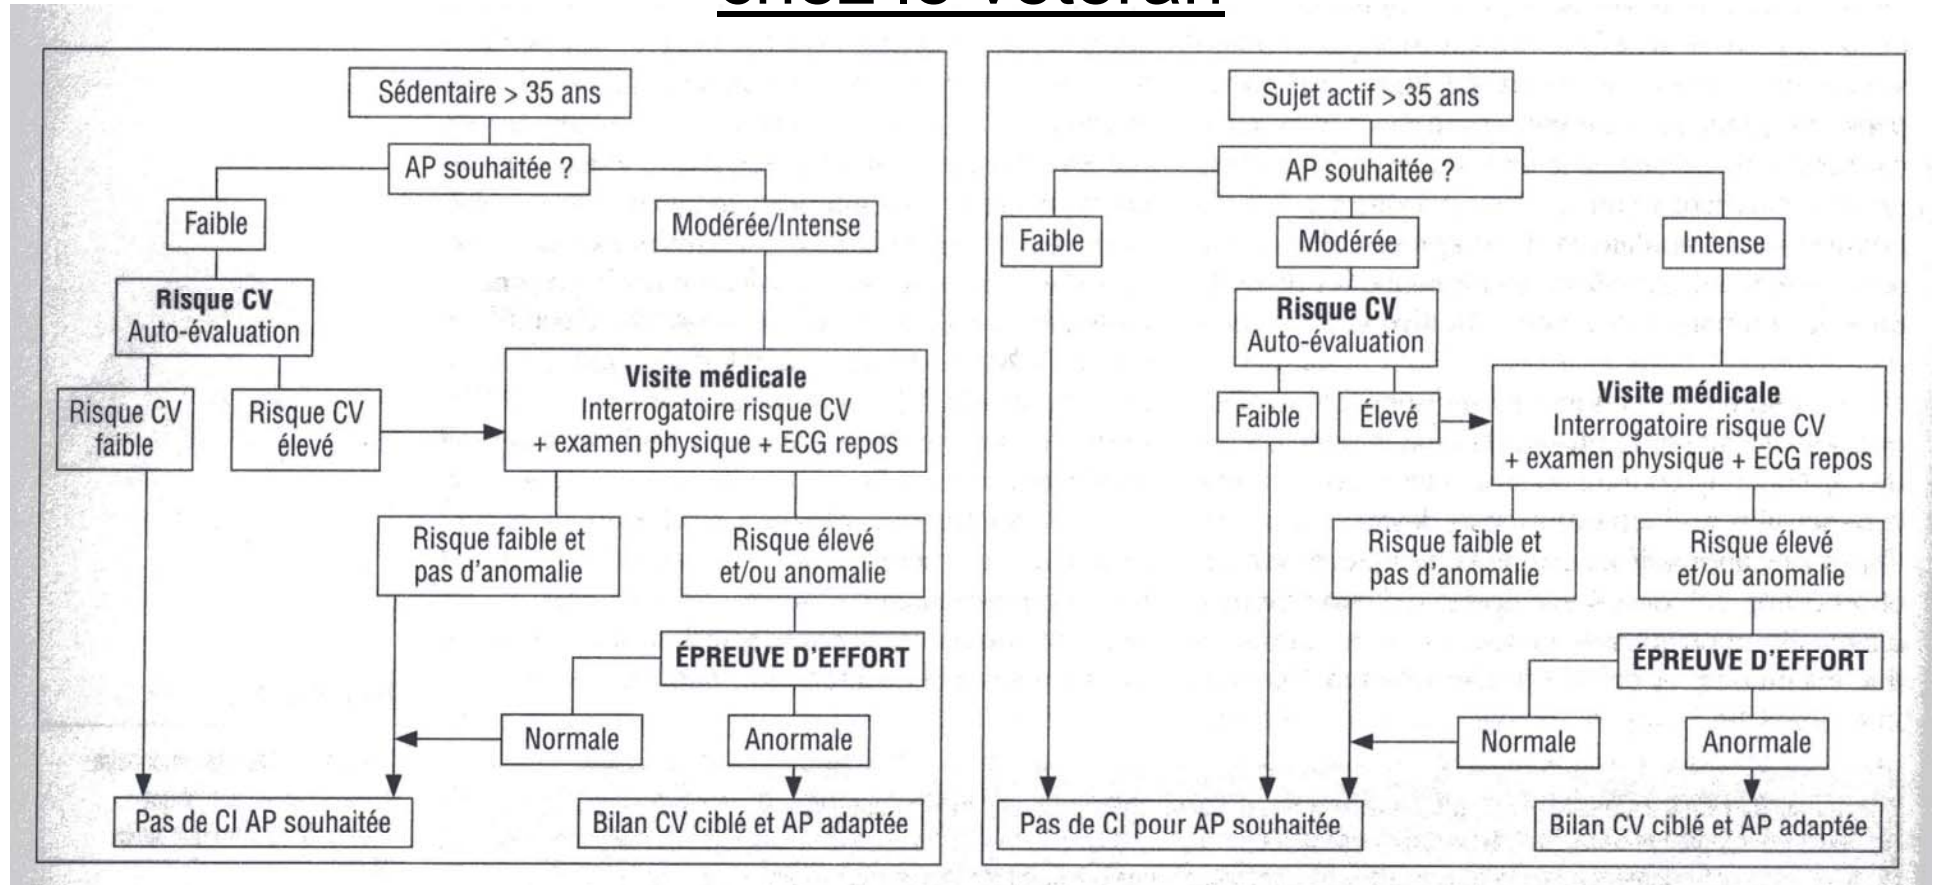 chez le vétéran
Sédentaire > 35 ans
AP souhaitée ?
Faible
Modérée/Intense
Risque CV
Auto-évaluation
Risque CV
faible
Risque CV
élevé
Visite médicale
Interrogatoire risque CV
+ examen physique + ECG repos
Risque faible et
pas d'anomalie
Risque élevé
et/ou anomalie
ÉPREUVE D'EFFORT
Normale
Anormale
Pas de CI AP souhaitée
Bilan CV ciblé et AP adaptée
Sujet actif > 35 ans
AP souhaitée ?
Faible
Modérée
Intense
Risque CV
Auto-évaluation
Faible
Élevé
Visite médicale
Interrogatoire risque CV
+ examen physique + ECG repos
Risque faible et
pas d'anomalie
Risque élevé
et/ou anomalie
ÉPREUVE D'EFFORT
Normale
Anormale
Pas de CI pour AP souhaitée
Bilan CV ciblé et AP adaptée